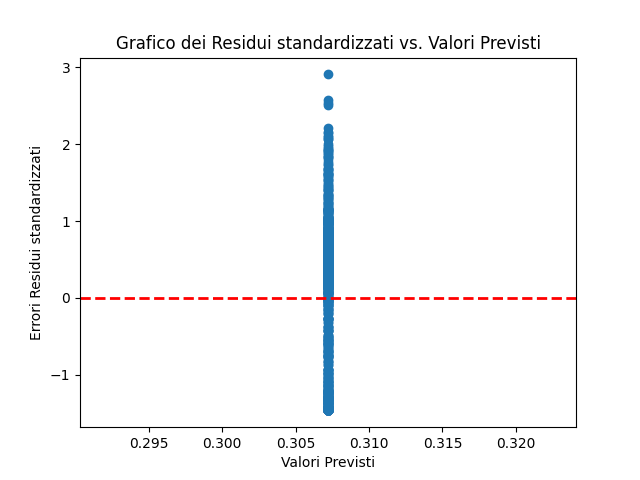 Grafico dei Residui standardizzati vs. Valori Previsti
3
2
1
0
−1
Errori Residui standardizzati
0.295 0.300 0.305 0.310 0.315 0.320
Valori Previsti